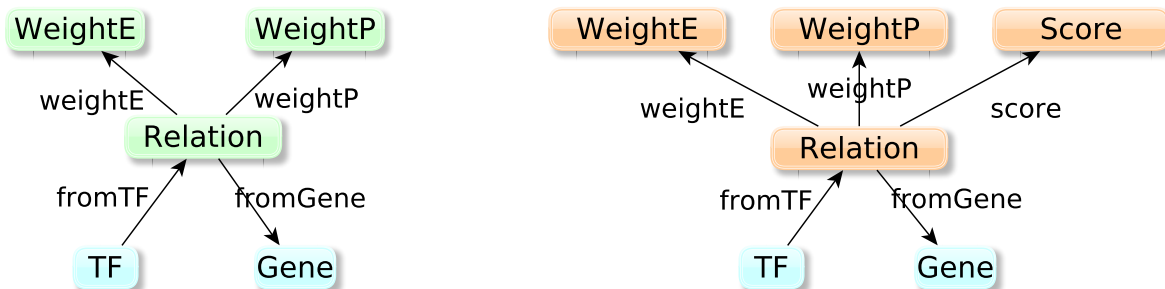 WeightE
WeightP
weightE
weightP
Relation
fromTF
fromGene
TF
Gene
WeightE
WeightP
Score
weightE
weightP
score
Relation
fromTF
fromGene
TF
Gene